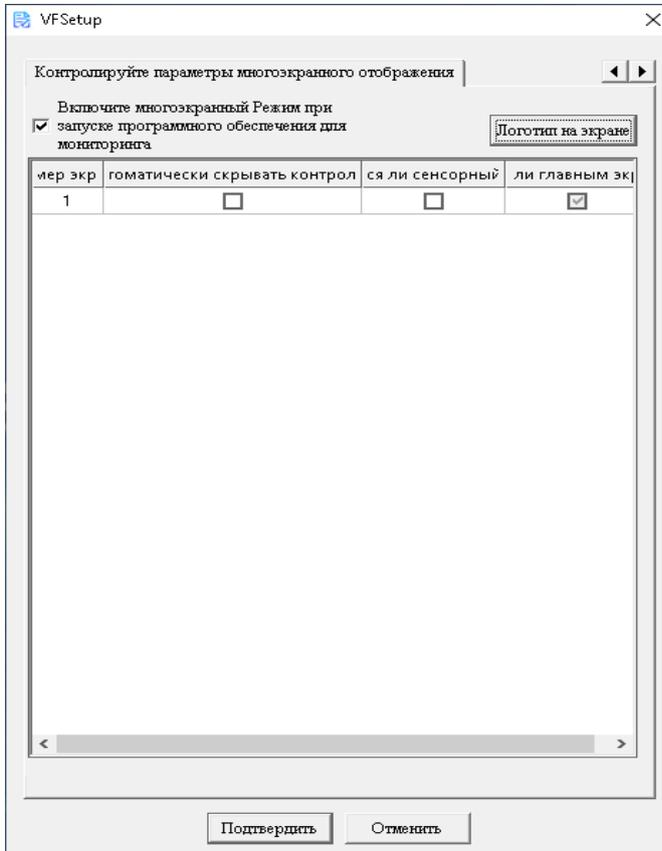 VFSetup
Контролируйте параметры многоэкранного отображения
Включите многоэкранный Режим при
запуске программного обеспечения для
мониторинга
Логотип на экране
мер экр гоматически скрывать контрол ся ли сенсорный ли главным эк
1
Подтвердить Отменить